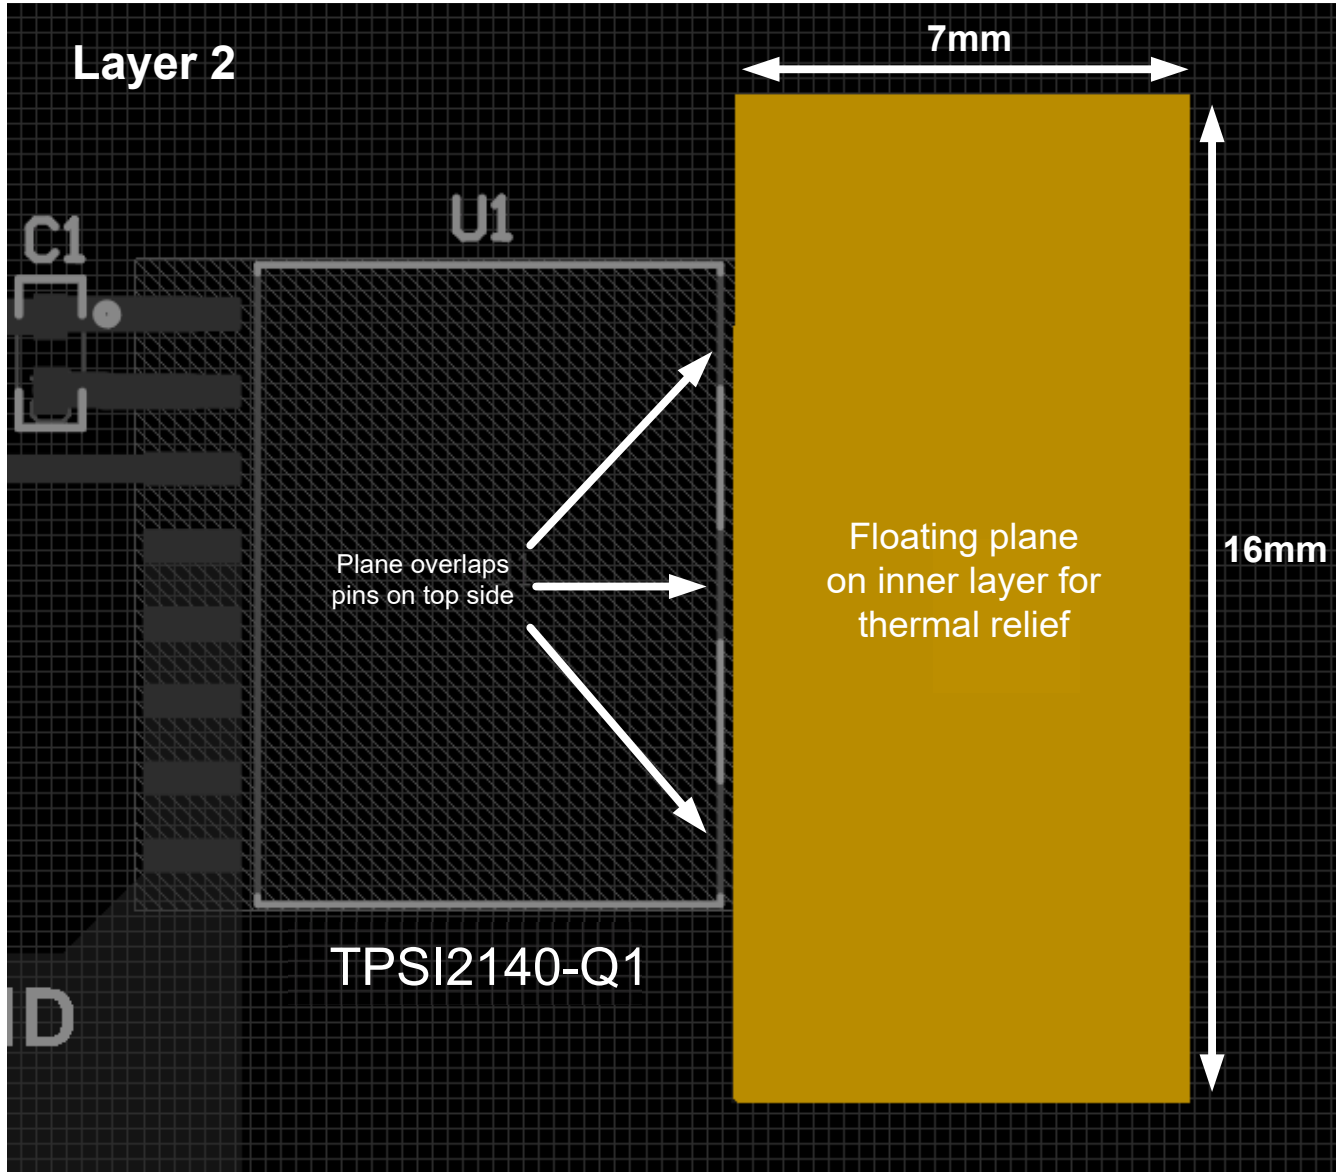 Layer 2
7mm
U1
C1
Plane overlaps
pins on top side
Floating plane
on inner layer for
thermal relief
16mm
TPSI2140-Q1
D